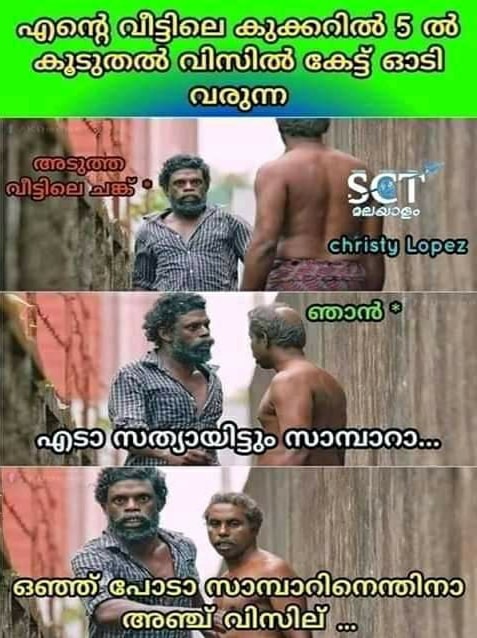 എന്റെ വീട്ടിലെ കുക്കറിൽ 5 ൽ
കൂടുതൽ വിസിൽ കേട്ട് ഓടി
വരുന്ന
അടുത്ത
വീട്ടിലെ ചങ്ക് *
SCT
മലയാളം
christy Lopez
ഞാൻ *
എടാ സത്യായിട്ടും സാമ്പാറാ...
ഒഞ്ഞ് പോടാ സാമ്പാറിനെന്തിനാ
അഞ്ച് വിസില് ...